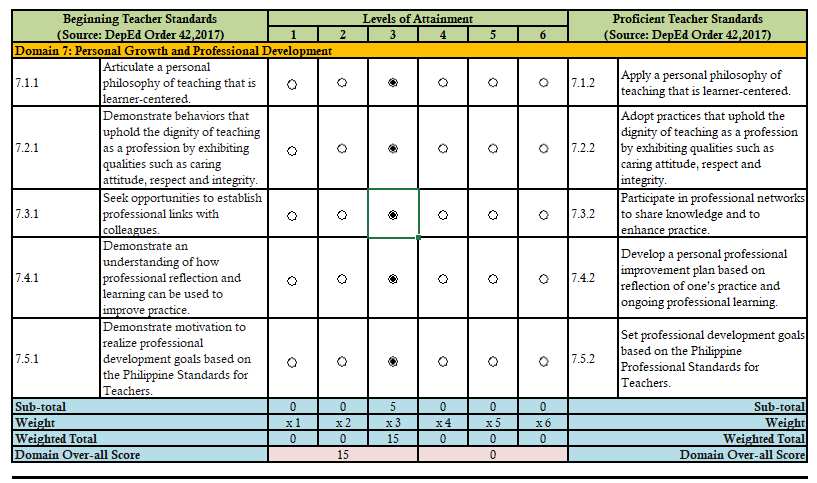 Beginning Teacher Standards
(Source: DepEd Order 42,2017)
Levels of Attainment
1 2 3 4 5 6
Proficient Teacher Standards
(Source: DepEd Order 42,2017)
Domain 7: Personal Growth and Professional Development
7.1.1
Articulate a personal
philosophy of teaching that is
learner-centered.
7.1.2
Apply a personal philosophy of
teaching that is learner-centered.
7.2.1
Demonstrate behaviors that
uphold the dignity of teaching
as a profession by exhibiting
qualities such as caring
attitude, respect and integrity.
7.2.2
Adopt practices that uphold the
dignity of teaching as a profession
by exhibiting qualities such as
caring attitude, respect and
integrity.
7.3.1
Seek opportunities to establish
professional links with
colleagues.
7.3.2
Participate in professional networks
to share knowledge and to
enhance practice.
7.4.1
Demonstrate an
understanding of how
professional reflection and
learning can be used to
improve practice.
7.4.2
Develop a personal professional
improvement plan based on
reflection of one's practice and
ongoing professional learning.
7.5.1
Demonstrate motivation to
realize professional
development goals based on
the Philippine Standards for
Teachers.
7.5.2
Set professional development goals
based on the Philippine
Professional Standards for
Teachers.
Sub-total 0 0 5 0 0 0 Sub-total
Weight x 1 x 2 x 3 x 4 x 5 x 6 Weight
Weighted Total 0 0 15 0 0 0 Weighted Total
Domain Over-all Score 15 0 Domain Over-all Score